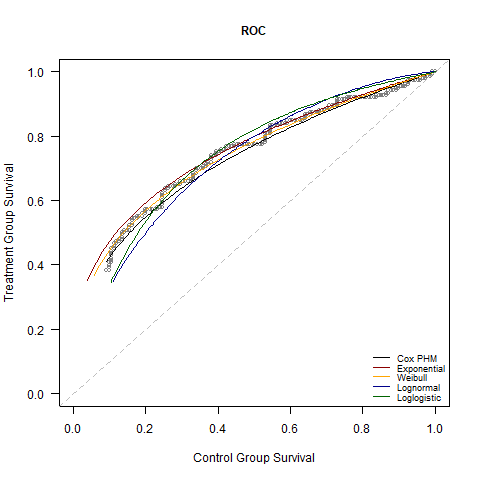 ROC
Treatment Group Survival
1.0
0.8
0.6
0.4
0.2
0.0
0.0 0.2 0.4 0.6 0.8 1.0
Control Group Survival
Cox PHM
Exponential
Weibull
Lognormal
Loglogistic